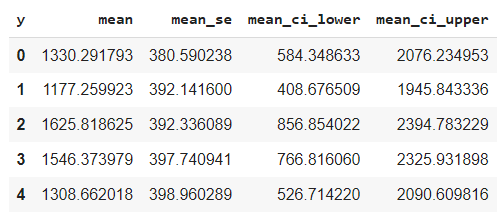 y mean mean_se mean_ci_lower mean_ci_upper
0 1330.291793 380.590238 584.348633 2076.234953
1 1177.259923 392.141600 408.676509 1945.843336
2 1625.818625 392.336089 856.854022 2394.783229
3 1546.373979 397.740991 766.816060 2325.931898
4 1308.662018 398.960289 526.714220 2090.609816